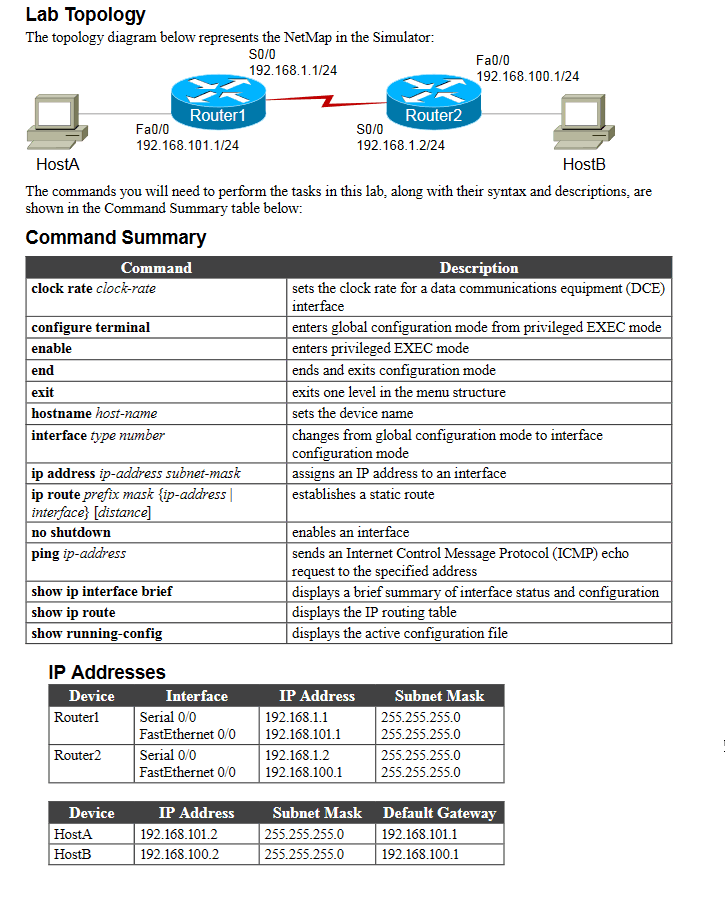 Lab Topology
The topology diagram below represents the NetMap in the Simulator:
S0/0
192.168.1.1/24
Fa0/0
192.168.100.1/24
Router1
Router2
Fa0/0
192.168.101.1/24
S0/0
192.168.1.2/24
HostA
HostB
The commands you will need to perform the tasks in this lab, along with their syntax and descriptions, are
shown in the Command Summary table below:
Command Summary
Command Description
clock rate clock-rate sets the clock rate for a data communications equipment (DCE)
interface
configure terminal enters global configuration mode from privileged EXEC mode
enable enters privileged EXEC mode
end ends and exits configuration mode
exit exits one level in the menu structure
hostname host-name sets the device name
interface type number changes from global configuration mode to interface
configuration mode
ip address ip-address subnet-mask assigns an IP address to an interface
ip route prefix mask {ip-address | establishes a static route
interface} [distance]
no shutdown enables an interface
ping ip-address sends an Internet Control Message Protocol (ICMP) echo
request to the specified address
show ip interface brief displays a brief summary of interface status and configuration
show ip route displays the IP routing table
show running-config displays the active configuration file
IP Addresses
Device Interface IP Address Subnet Mask
Router1 Serial 0/0 192.168.1.1 255.255.255.0
FastEthernet 0/0 192.168.101.1 255.255.255.0
Router2 Serial 0/0 192.168.1.2 255.255.255.0
FastEthernet 0/0 192.168.100.1 255.255.255.0
Device IP Address Subnet Mask Default Gateway
HostA 192.168.101.2 255.255.255.0 192.168.101.1
HostB 192.168.100.2 255.255.255.0 192.168.100.1